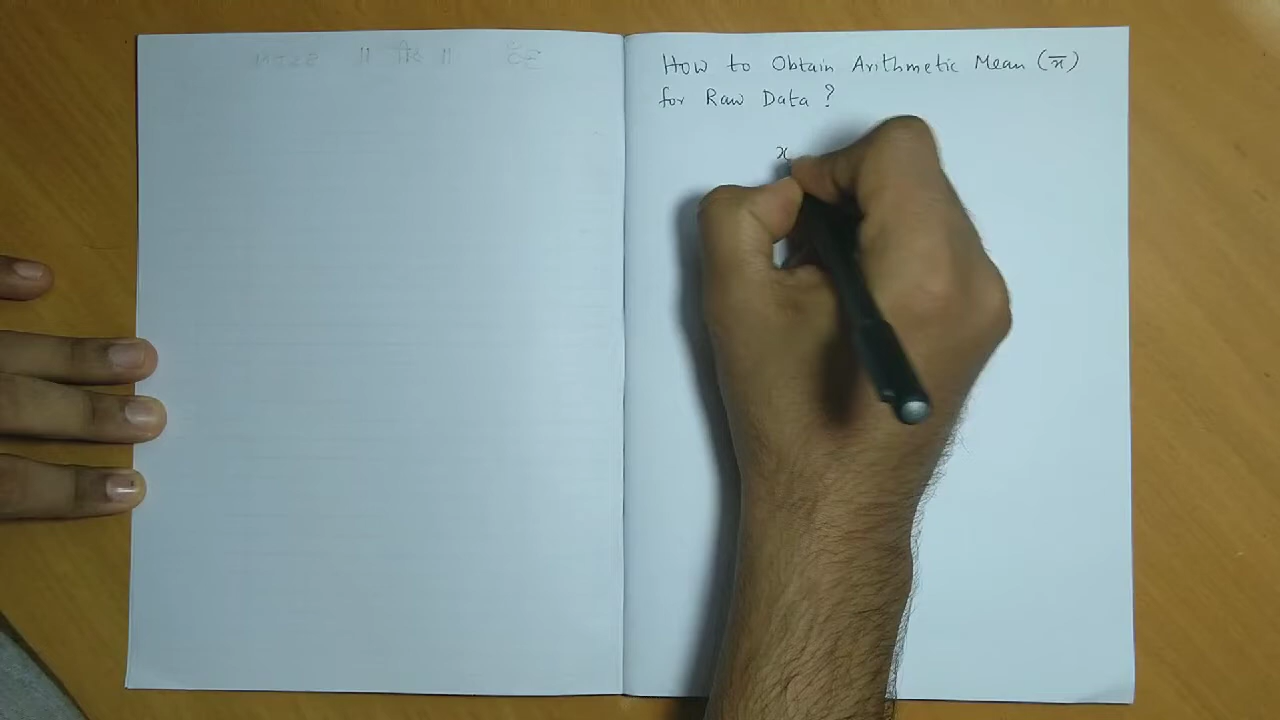 How to Obtain Arithmetic Mean (x̄)
for Raw Data ?
x